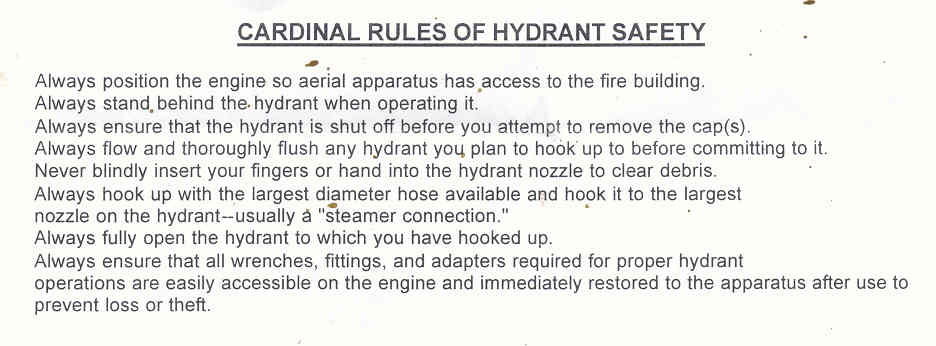 CARDINAL RULES OF HYDRANT SAFETY
Always position the engine so aerial apparatus has access to the fire building.
Always stand behind the hydrant when operating it.
Always ensure that the hydrant is shut off before you attempt to remove the cap(s).
Always flow and thoroughly flush any hydrant you plan to hook up to before committing to it.
Never blindly insert your fingers or hand into the hydrant nozzle to clear debris.
Always hook up with the largest diameter hose available and hook it to the largest
nozzle on the hydrant--usually a "steamer connection."
Always fully open the hydrant to which you have hooked up.
Always ensure that all wrenches, fittings, and adapters required for proper hydrant
operations are easily accessible on the engine and immediately restored to the apparatus after use to
prevent loss or theft.